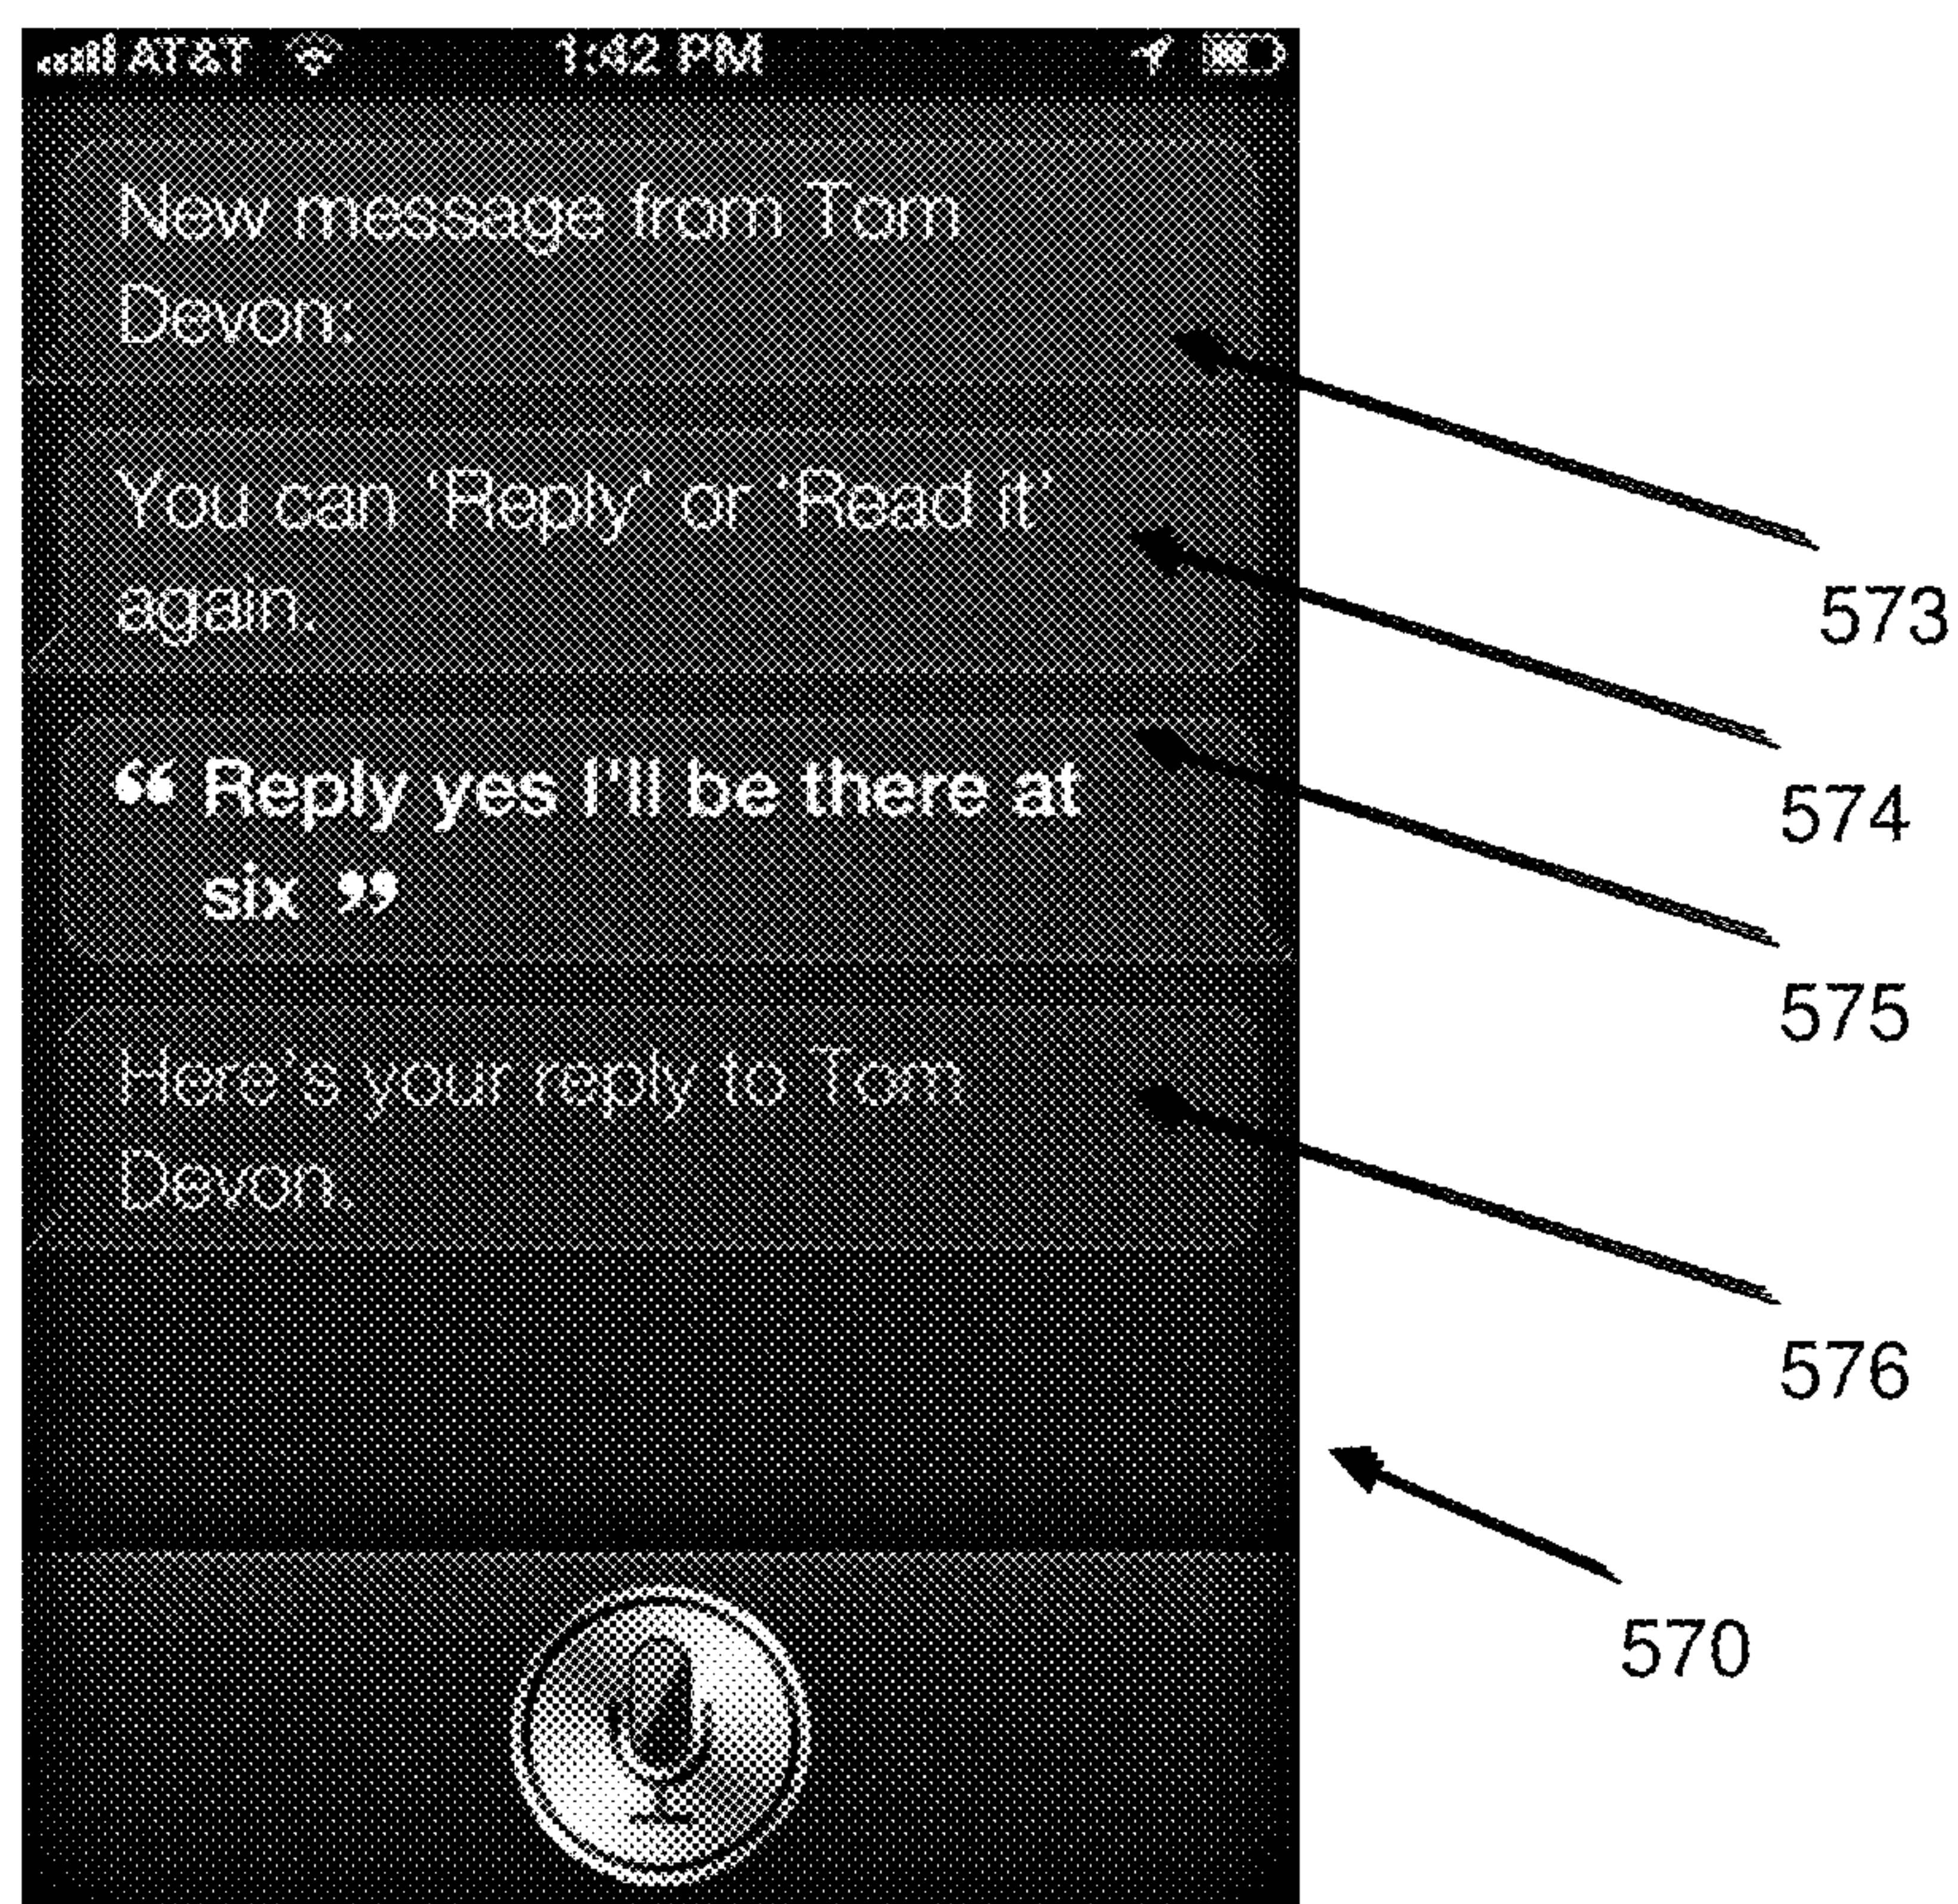 AT&T 1:42 PM
New message from Tom
Devon:
573
You can ‘Reply’ or ‘Read it’
again.
574
“ Reply yes I'll be there at
six ”
575
Here’s your reply to Tom
Devon.
576
570